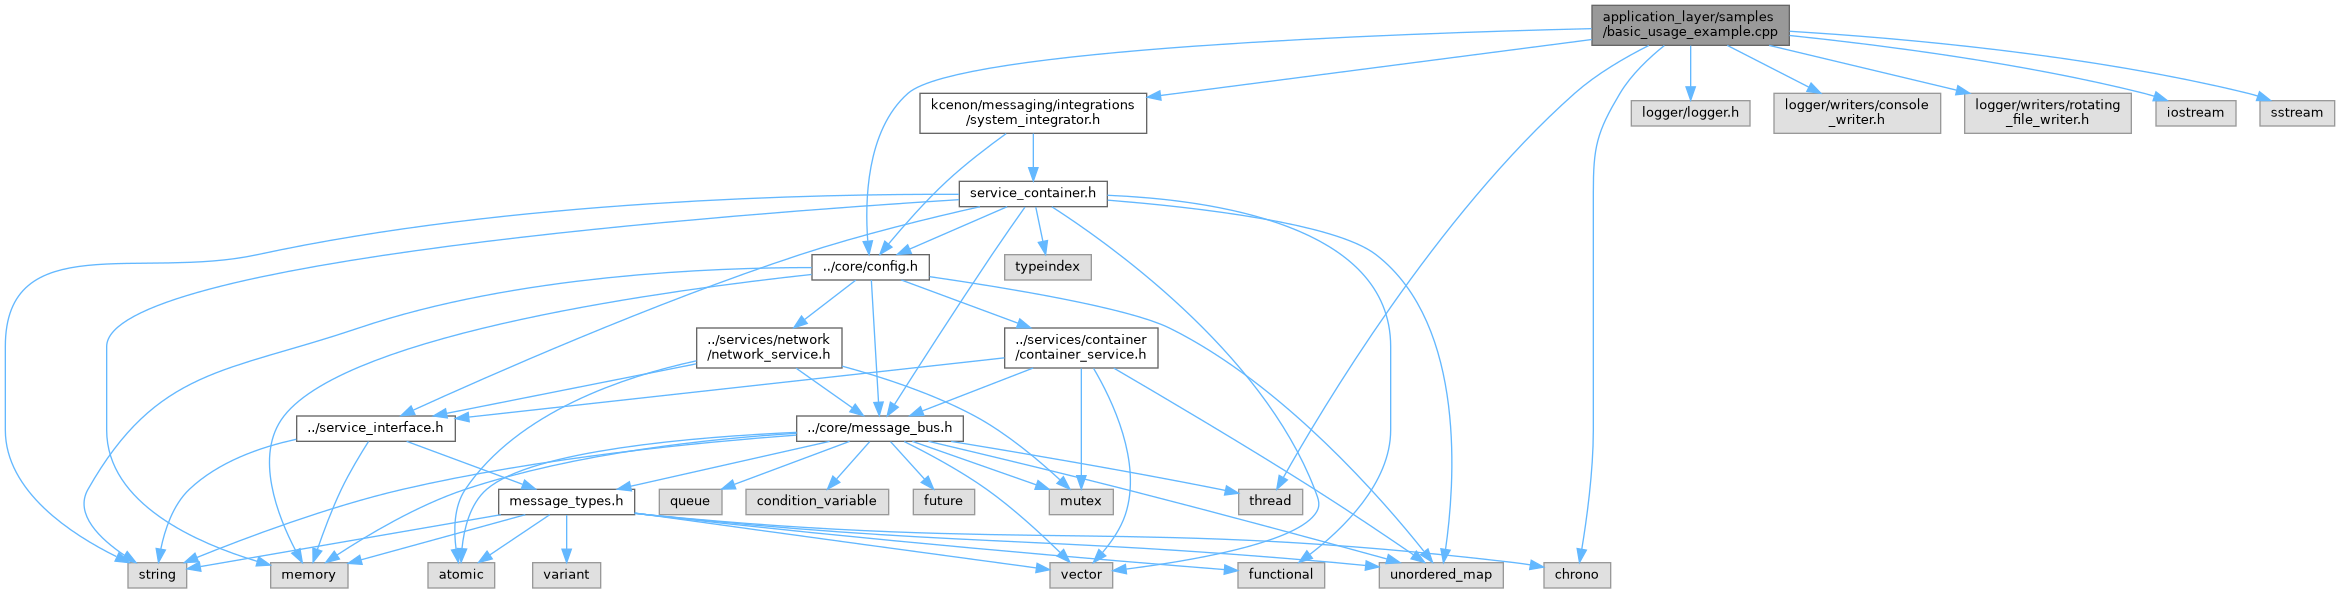 application_layer/samples
/basic_usage_example.cpp
kcenon/messaging/integrations
/system_integrator.h
logger/logger.h
logger/writers/console
_writer.h
logger/writers/rotating
_file_writer.h
iostream
sstream
service_container.h
../core/config.h
typeindex
../services/network
/network_service.h
../services/container
/container_service.h
../service_interface.h
../core/message_bus.h
message_types.h
queue
condition_variable
future
mutex
thread
string
memory
atomic
variant
vector
functional
unordered_map
chrono